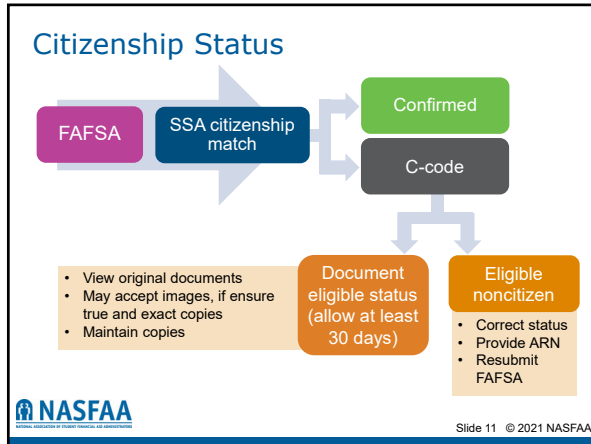 Citizenship Status
FAFSA
SSA citizenship
match
Confirmed
C-code
• View original documents
• May accept images, if ensure
true and exact copies
• Maintain copies
Document
eligible status
(allow at least
30 days)
Eligible
noncitizen
• Correct status
• Provide ARN
• Resubmit
FAFSA
NASFAA
NATIONAL ASSOCIATION OF STUDENT FINANCIAL AID ADMINISTRATORS
Slide 11 © 2021 NASFAA